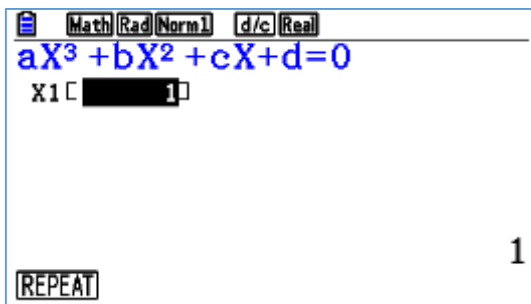 Math Rad Norm1 d/c Real
aX³+bX²+cX+d=0
X1[ 1]
1
REPEAT